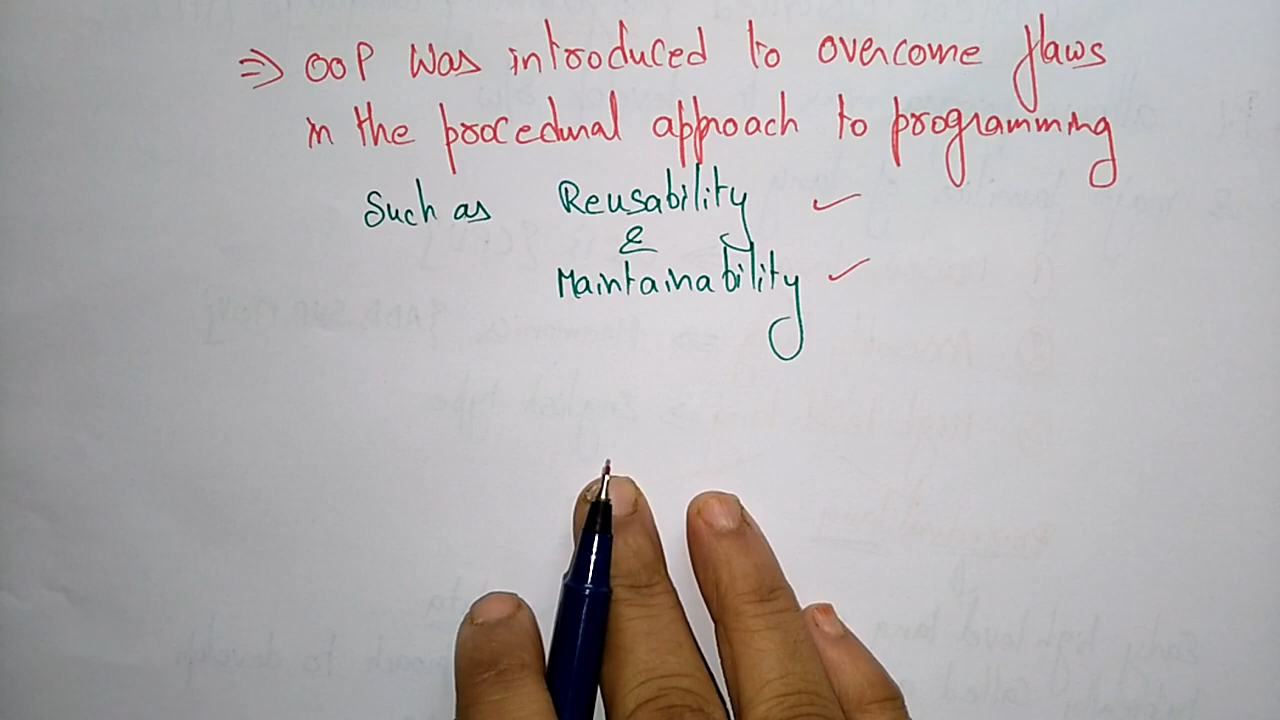 ⇒ OOP was introduced to overcome flaws
in the procedural approach to programming
Such as Reusability ✓
&
Maintainability ✓